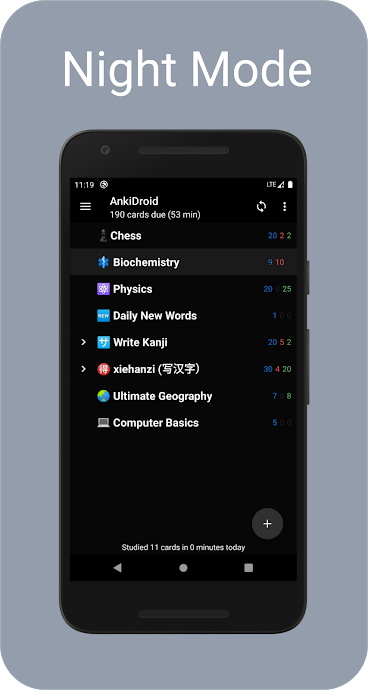 Night Mode
11:19 LTE
AnkiDroid
190 cards due (53 min)
Chess 20 2 2
Biochemistry 9 10
NEW
Physics 20 0 25
Daily New Words 1 0 0
サ Write Kanji 20 5 2
得 xiehanzi (写汉字) 30 4 20
Ultimate Geography 7 0 8
Computer Basics 5 0 0
+
Studied 11 cards in 0 minutes today